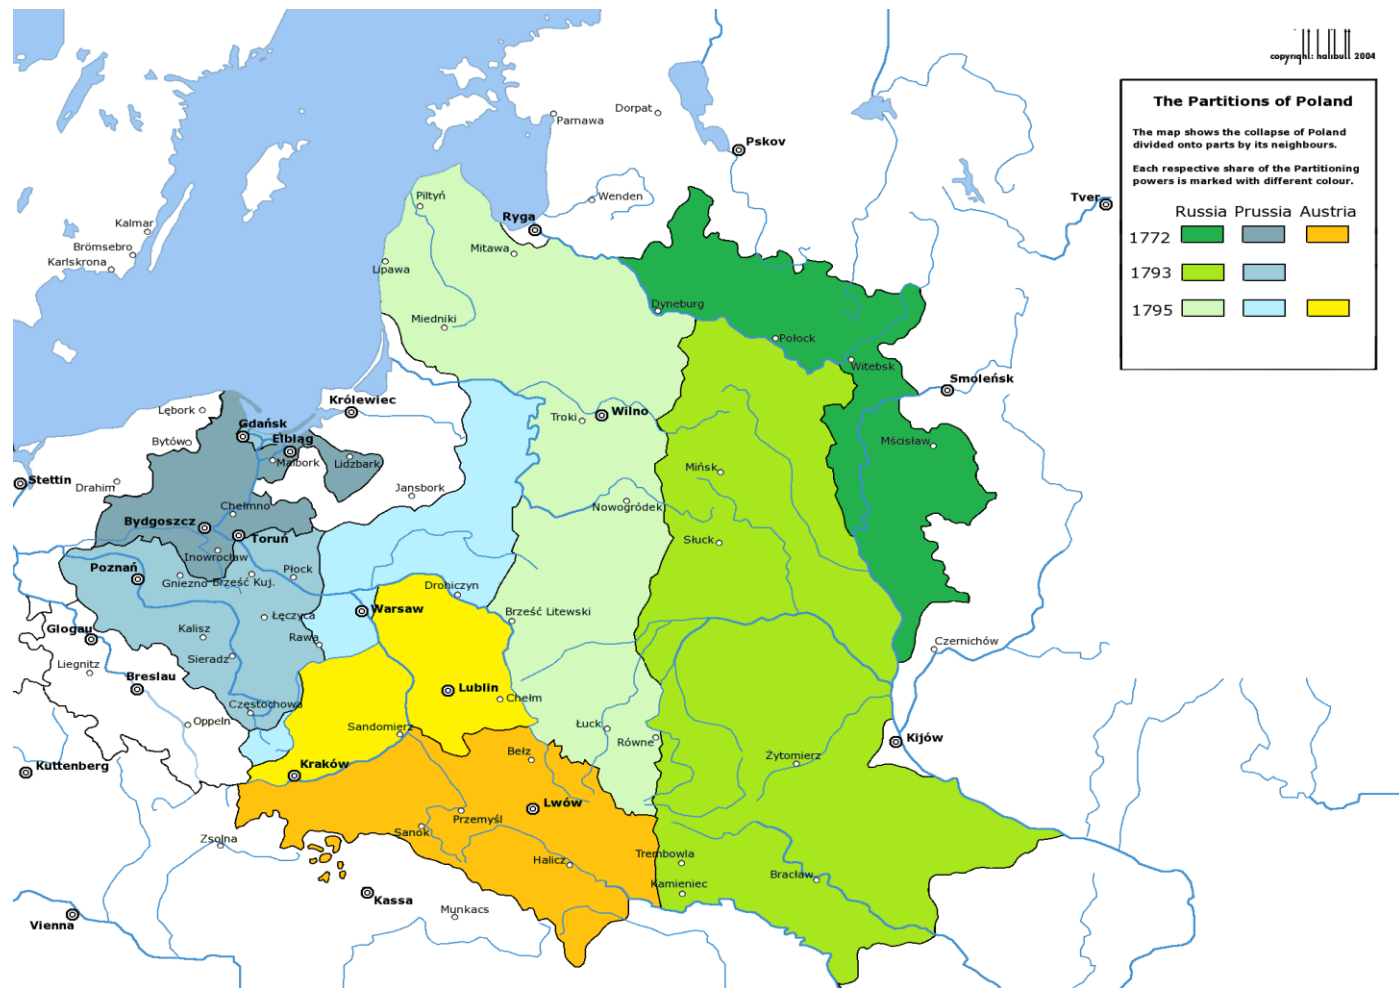 copyright: halibutt 2004
The Partitions of Poland
The map shows the collapse of Poland
divided onto parts by its neighbours.
Each respective share of the Partitioning
powers is marked with different colour.
Russia Prussia Austria
1772
1793
1795
Dorpat
Parnawa
Pskov
Piltyń
Wenden
Tver
Kalmar
Ryga
Brömsebro
Mitawa
Karlskrona
Lipawa
Dyneburg
Miedniki
Połock
Witebsk
Smoleńsk
Królewiec
Lębork
Troki
Wilno
Gdańsk
Elbląg
Bytów
Mścisław
Malbork
Lidzbark
Mińsk
Stettin
Drahim
Jansbork
Chełmno
Nowogródek
Bydgoszcz
Toruń
Słuck
Inowrocław
Poznań
Gniezno
Brześć Kuj.
Płock
Drohiczyn
Warsaw
Brześć Litewski
Łęczyca
Glogau
Kalisz
Rawa
Czernichów
Liegnitz
Sieradz
Breslau
Lublin
Chełm
Częstochowa
Oppeln
Sandomierz
Łuck
Równe
Kijów
Bełz
Żytomierz
Kuttenberg
Kraków
Lwów
Przemyśl
Sanok
Zsolna
Trembowla
Halicz
Bracław
Kamieniec
Kassa
Munkacs
Vienna